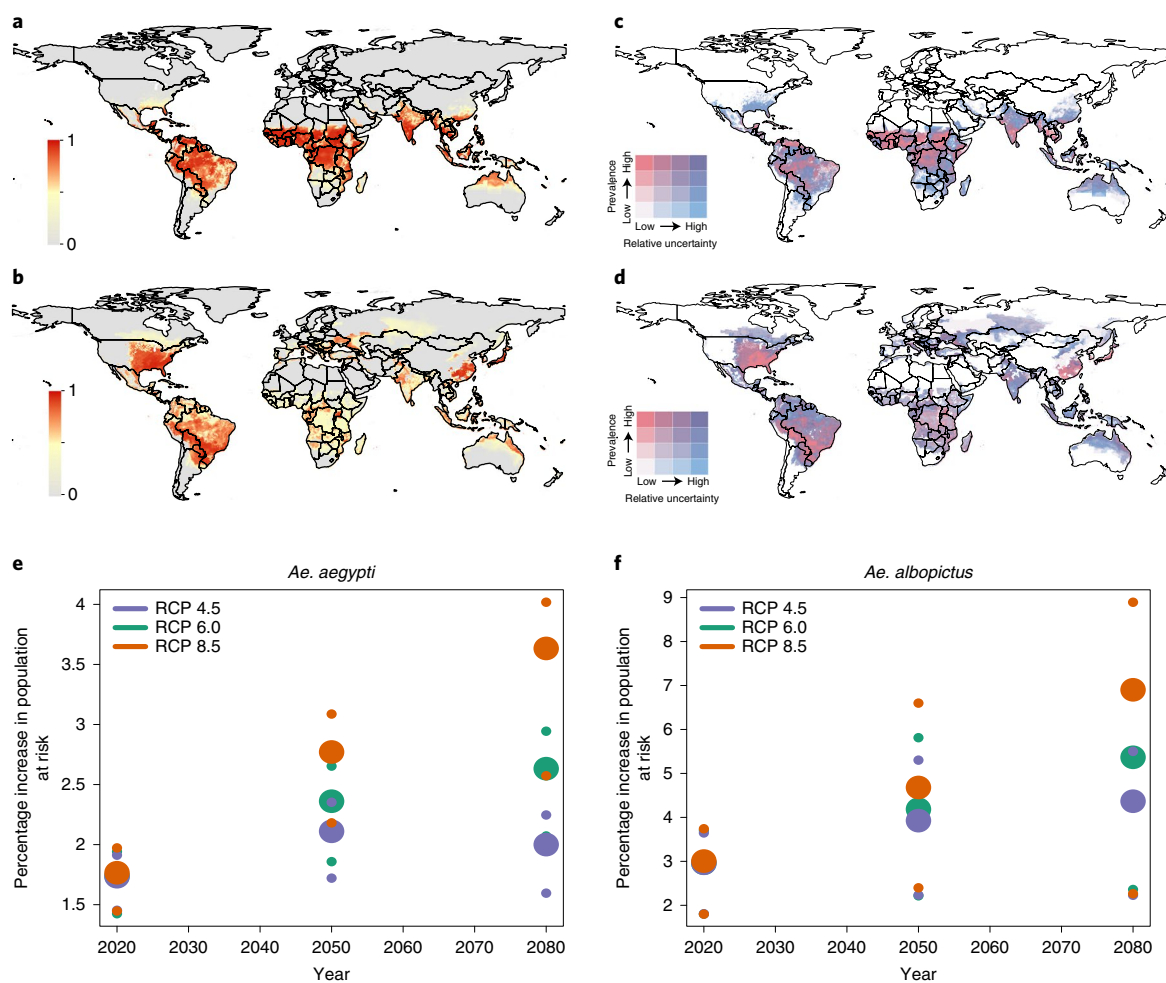 a
1
0
c
Prevalence
Low → High
Low → High
Relative uncertainty
b
1
0
d
Prevalence
Low → High
Low → High
Relative uncertainty
e
Ae. aegypti
RCP 4.5
RCP 6.0
RCP 8.5
4
3.5
3
2.5
2
1.5
Percentage increase in population
at risk
2020 2030 2040 2050 2060 2070 2080
Year
f
Ae. albopictus
RCP 4.5
RCP 6.0
RCP 8.5
9
8
7
6
5
4
3
2
Percentage increase in population
at risk
2020 2030 2040 2050 2060 2070 2080
Year